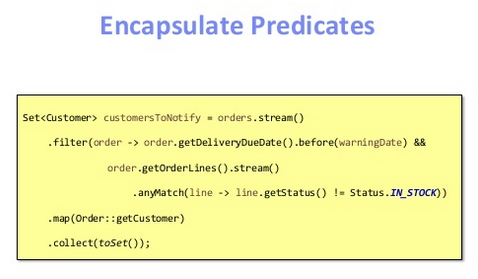 Encapsulate Predicates
Set<Customer> customersToNotify = orders.stream()
.filter(order -> order.getDeliveryDueDate().before(warningDate) &&
order.getOrderLines().stream()
.anyMatch(line -> line.getStatus() != Status.IN_STOCK))
.map(Order::getCustomer)
.collect(toSet());